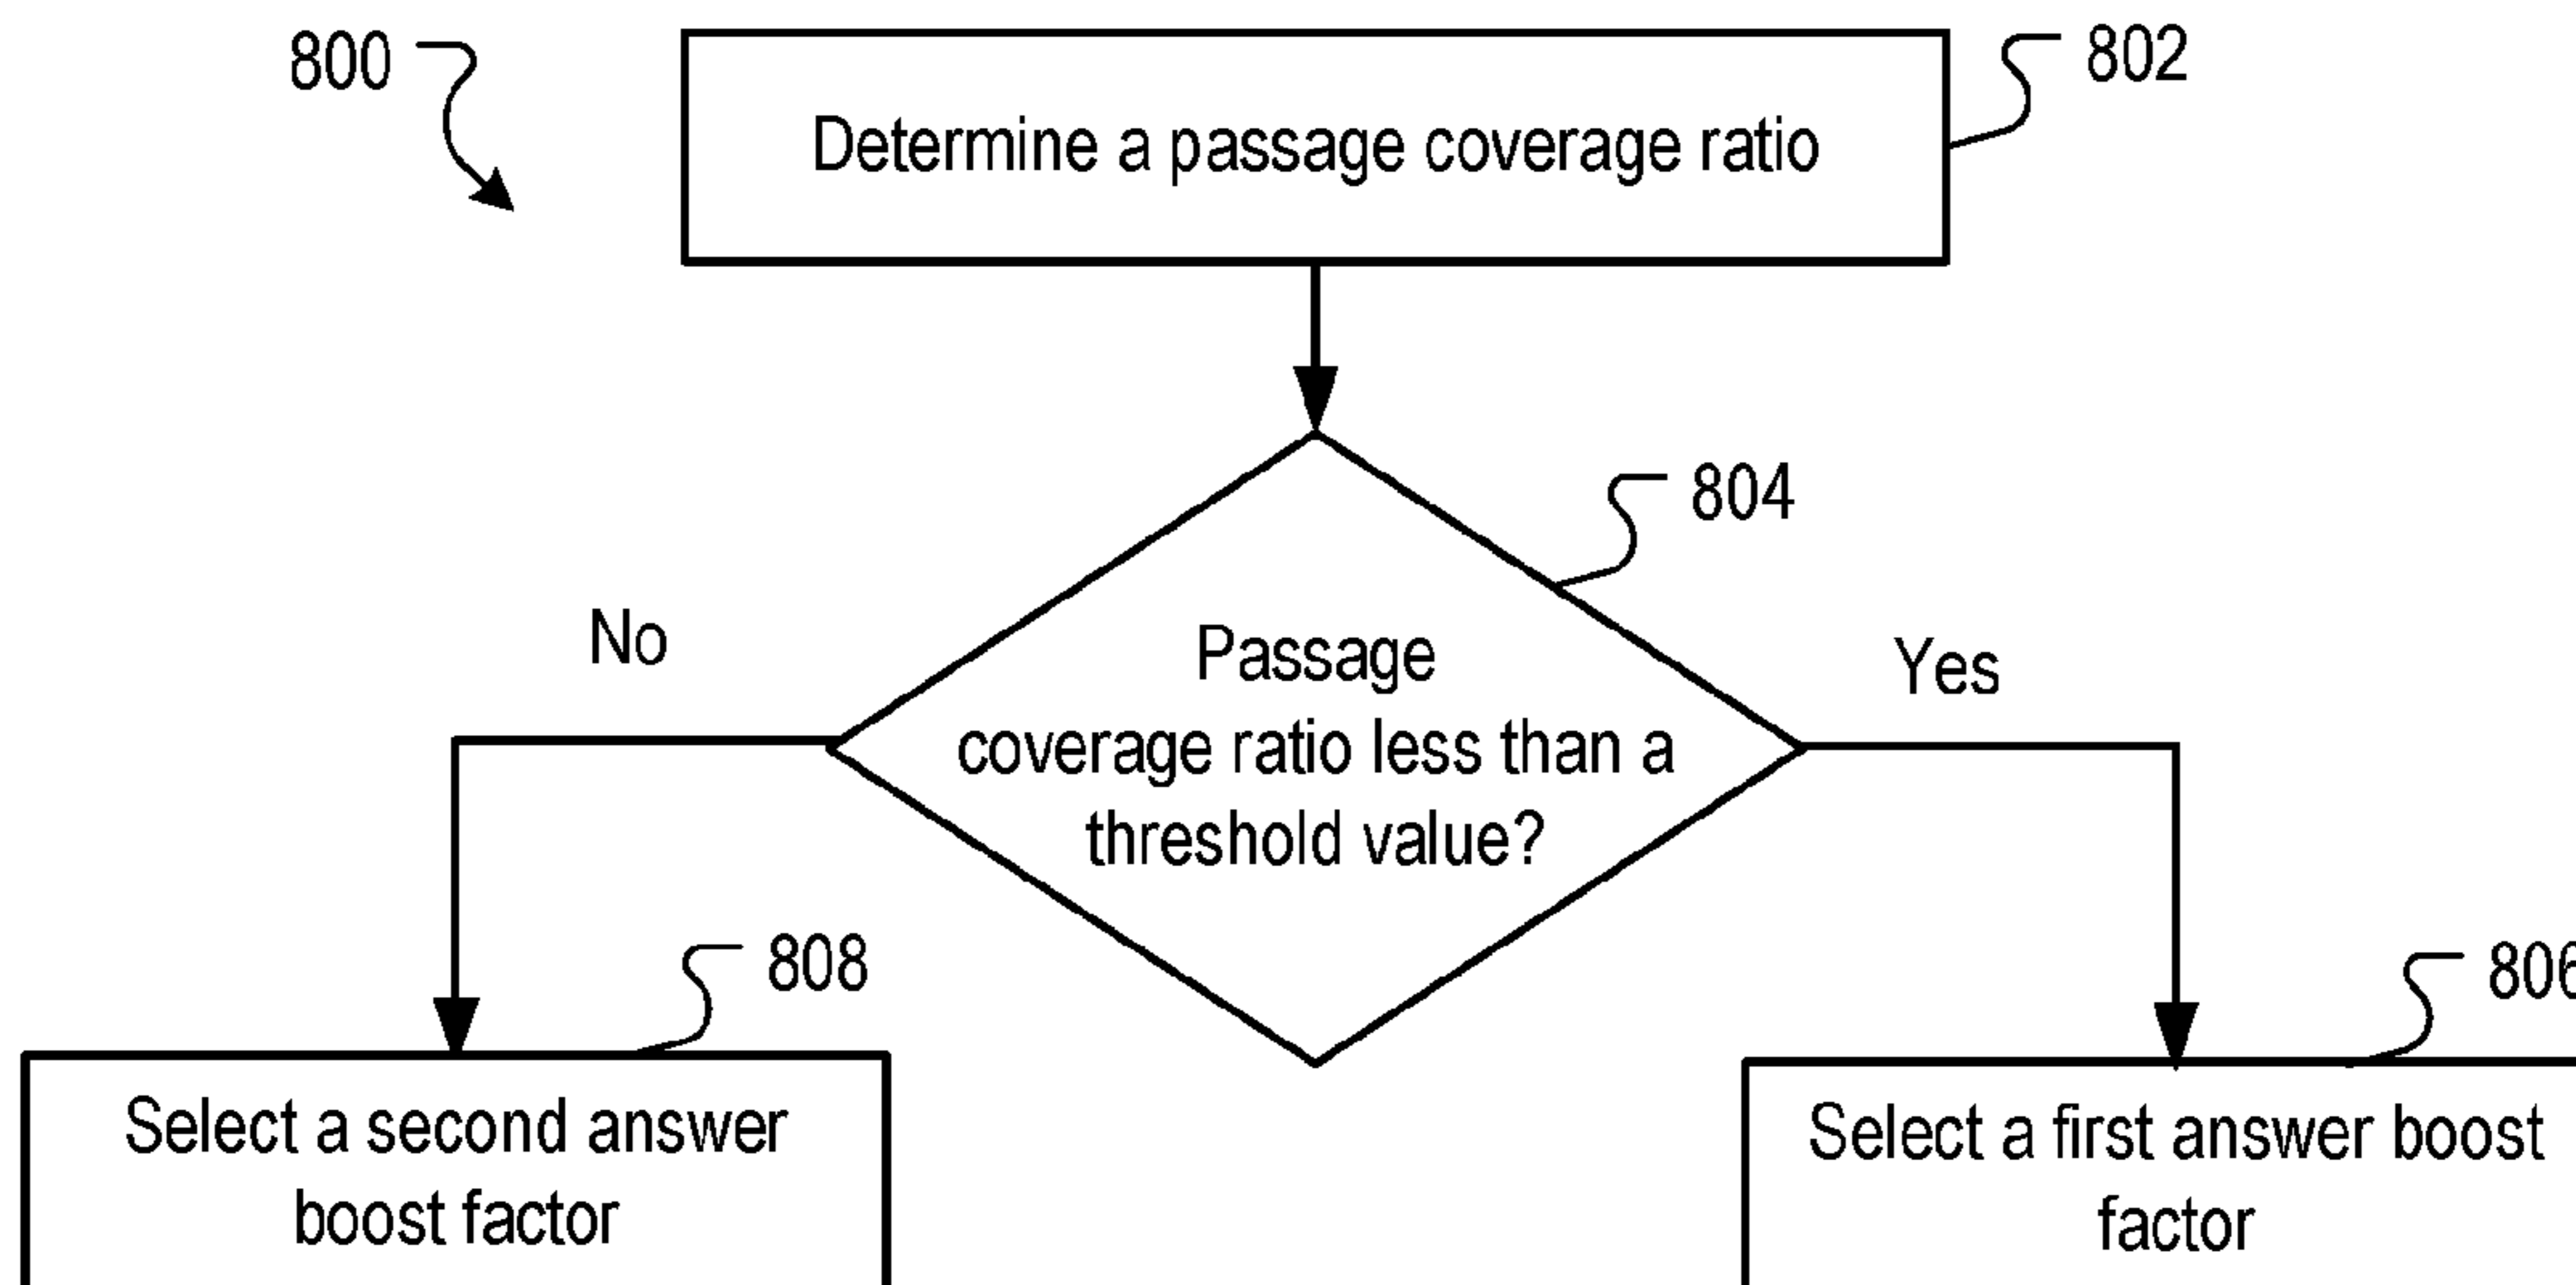 800
802
Determine a passage coverage ratio
804
No
Yes
Passage
coverage ratio less than a
threshold value?
808
806
Select a second answer
boost factor
Select a first answer boost
factor